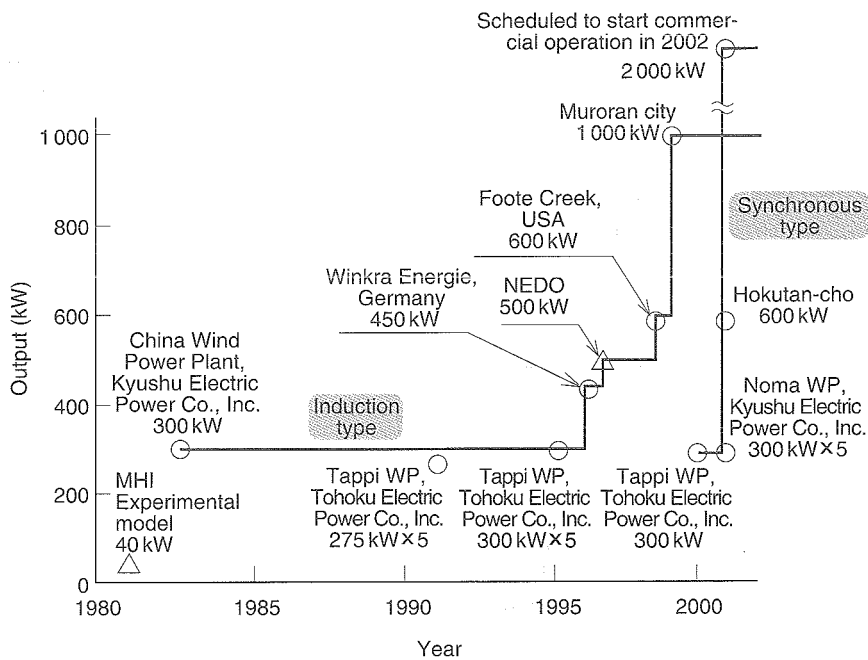 Scheduled to start commer-
cial operation in 2002
2 000 kW
Muroran city
1 000 kW
1 000
Foote Creek,
USA
600 kW
Synchronous
type
800
Winkra Energie,
Germany
450 kW
NEDO
500 kW
Hokutan-cho
600 kW
600
China Wind
Power Plant,
Kyushu Electric
Power Co., Inc.
300 kW
Induction
type
Noma WP,
Kyushu Electric
Power Co., Inc.
300 kW×5
400
MHI
Experimental
model
40 kW
Tappi WP,
Tohoku Electric
Power Co., Inc.
275 kW×5
Tappi WP,
Tohoku Electric
Power Co., Inc.
300 kW×5
Tappi WP,
Tohoku Electric
Power Co., Inc.
300 kW
200
0
Output (kW)
1980 1985 1990 1995 2000
Year